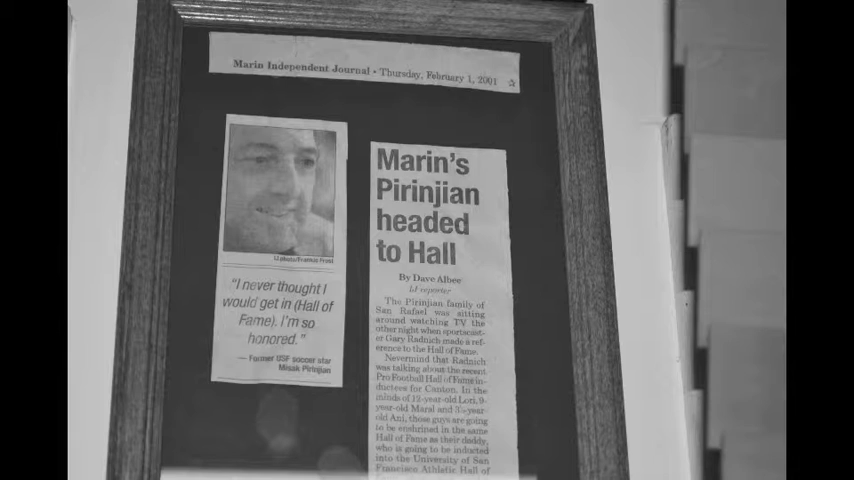 Marin Independent Journal • Thursday, February 1, 2001 ☆
IJ photo/Frankie Frost
"I never thought I
would get in (Hall of
Fame). I'm so
honored."
— Former USF soccer star
Misak Pirinjian
Marin's
Pirinjian
headed
to Hall
By Dave Albee
IJ reporter
The Pirinjian family of
San Rafael was sitting
around watching TV the
other night when sportscast-
er Gary Radnich made a ref-
erence to the Hall of Fame.
Nevermind that Radnich
was talking about the recent
Pro Football Hall of Fame in-
ductees for Canton. In the
minds of 12-year-old Lori, 9-
year-old Maral and 3½-year-
old Ani, those guys are going
to be enshrined in the same
Hall of Fame as their daddy,
who is going to be inducted
into the University of San
Francisco Athletic Hall of